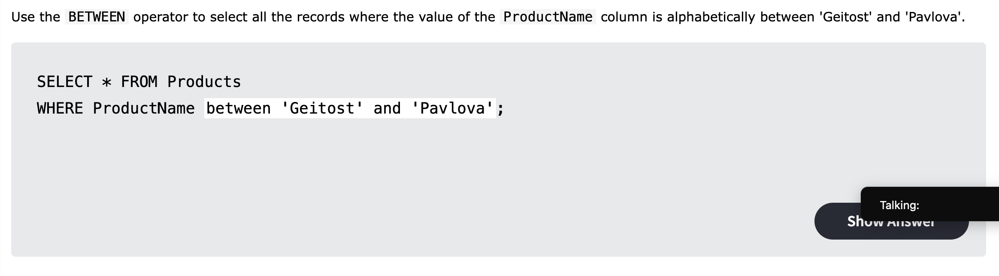 Use the BETWEEN operator to select all the records where the value of the ProductName column is alphabetically between 'Geitost' and 'Pavlova'.
SELECT * FROM Products
WHERE ProductName between 'Geitost' and 'Pavlova';
Talking:
Show Answer